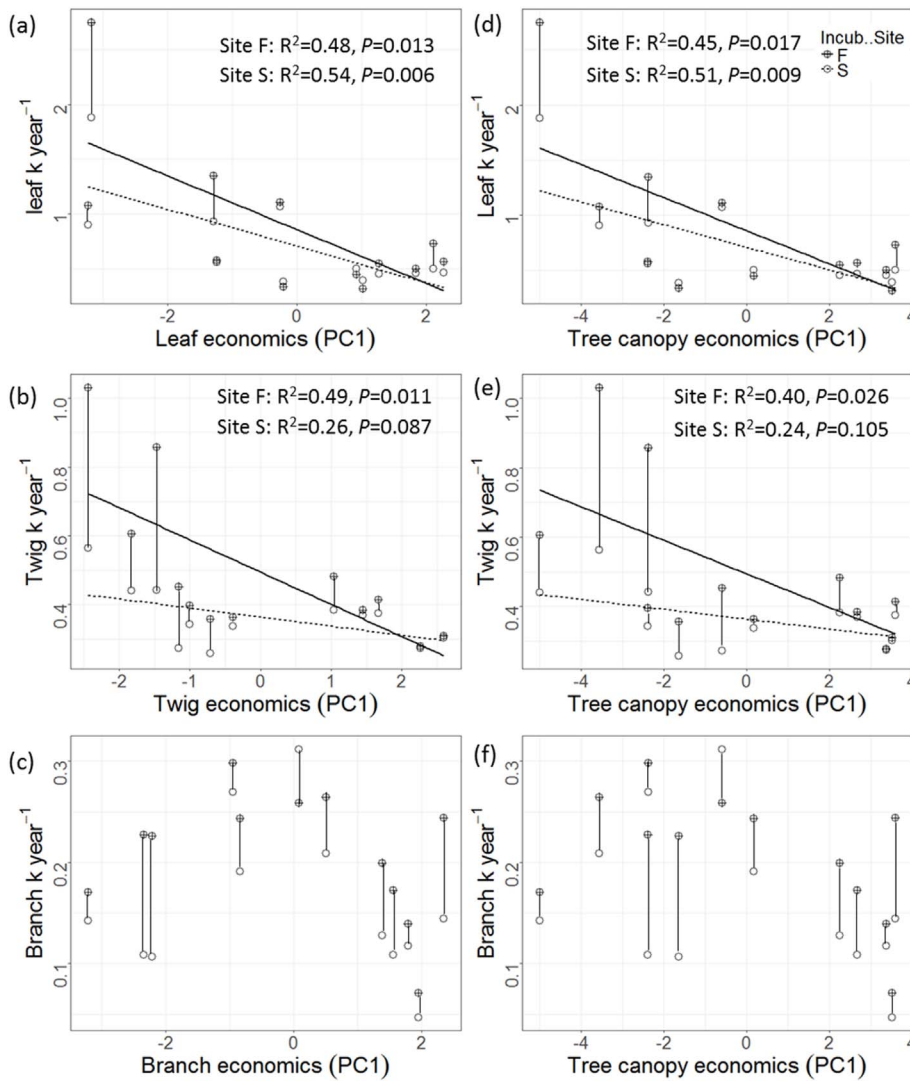 (a)
Site F: R²=0.48, P=0.013
Site S: R²=0.54, P=0.006
leaf k year⁻¹
2
1
-2
0
2
Leaf economics (PC1)
(d)
Site F: R²=0.45, P=0.017
Site S: R²=0.51, P=0.009
Incub..Site
F
S
Leaf k year⁻¹
2
1
-4
-2
0
2
4
Tree canopy economics (PC1)
(b)
Site F: R²=0.49, P=0.011
Site S: R²=0.26, P=0.087
Twig k year⁻¹
1.0
0.8
0.6
0.4
-2
-1
0
1
2
Twig economics (PC1)
(e)
Site F: R²=0.40, P=0.026
Site S: R²=0.24, P=0.105
Twig k year⁻¹
1.0
0.8
0.6
0.4
-4
-2
0
2
4
Tree canopy economics (PC1)
(c)
Branch k year⁻¹
0.3
0.2
0.1
-2
0
2
Branch economics (PC1)
(f)
Branch k year⁻¹
0.3
0.2
0.1
-4
-2
0
2
4
Tree canopy economics (PC1)